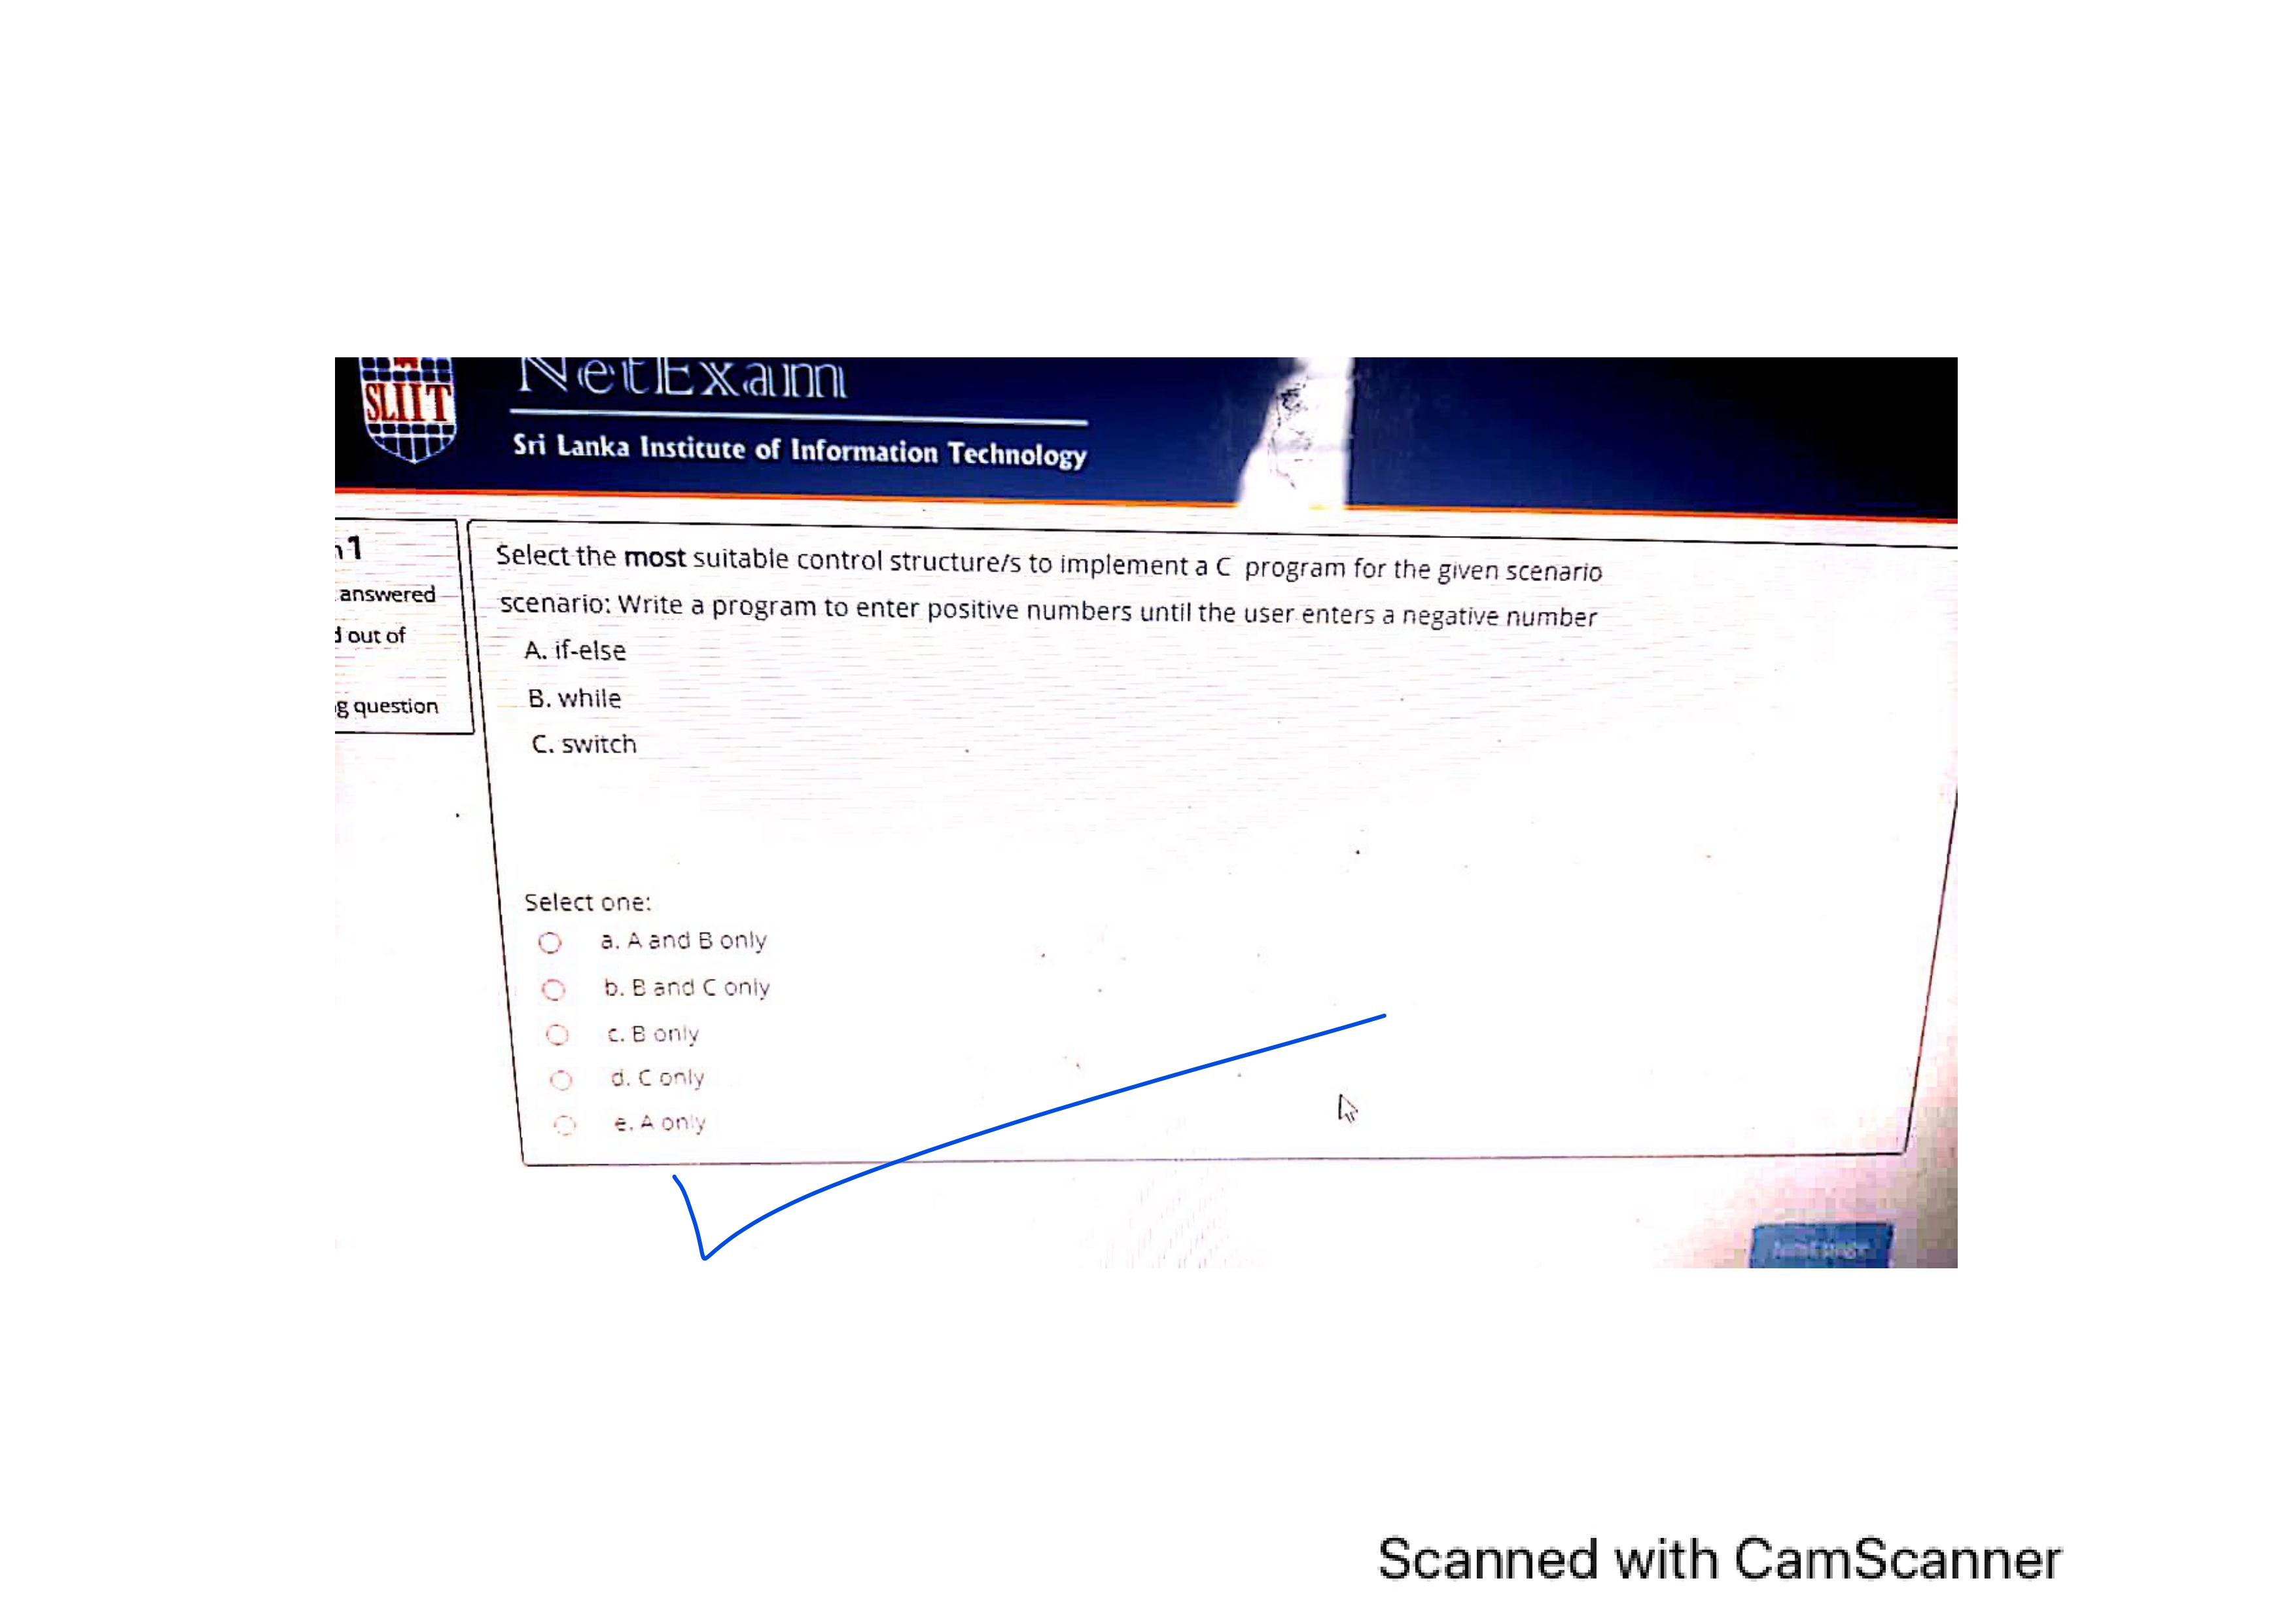 NetExam
SLIIT
Sri Lanka Institute of Information Technology
1
answered
out of
question
Select the most suitable control structure/s to implement a C program for the given scenario
scenario: Write a program to enter positive numbers until the user enters a negative number
A. if-else
B. while
C. switch
Select one:
a. A and B only
b. B and C only
c. B only
d. C only
e. A only
Scanned with CamScanner